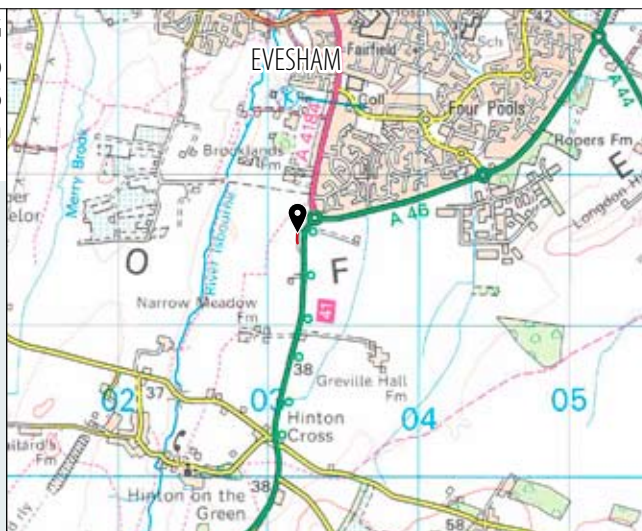 EVESHAM
Fairfield
Sch
42
A 44
Coll
Four Pools
A 4184
Brooklands
Fm
Ropers Fm
E
Merry Brook
River Isbourne
A 46
O
F
Narrow Meadow
Fm
41
38
Greville Hall
Fm
37
02
03
04
05
Hinton
Cross
Fm
Hinton on the
Green
38
58